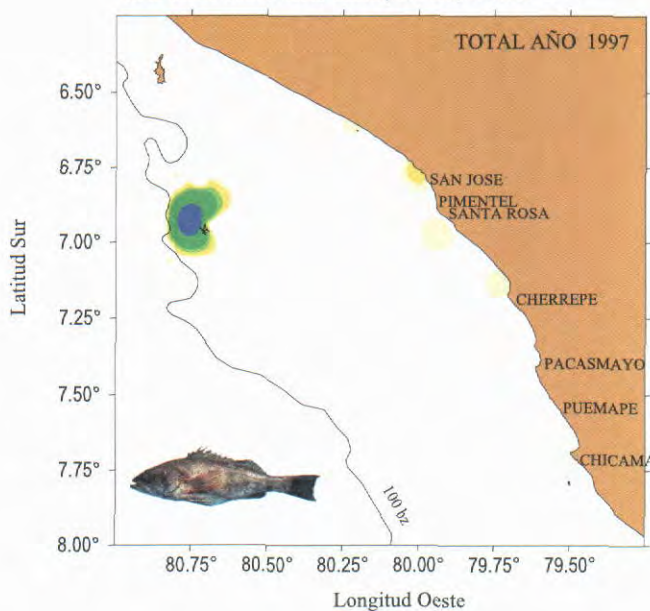 TOTAL AÑO 1997
6.50°
6.75°
SAN JOSE
PIMENTEL
SANTA ROSA
7.00°
Latitud Sur
7.25°
CHERREPE
PACASMAYO
7.50°
PUEMAPE
CHICAMA
7.75°
100 bz
8.00°
80.75° 80.50° 80.25° 80.00° 79.75° 79.50°
Longitud Oeste